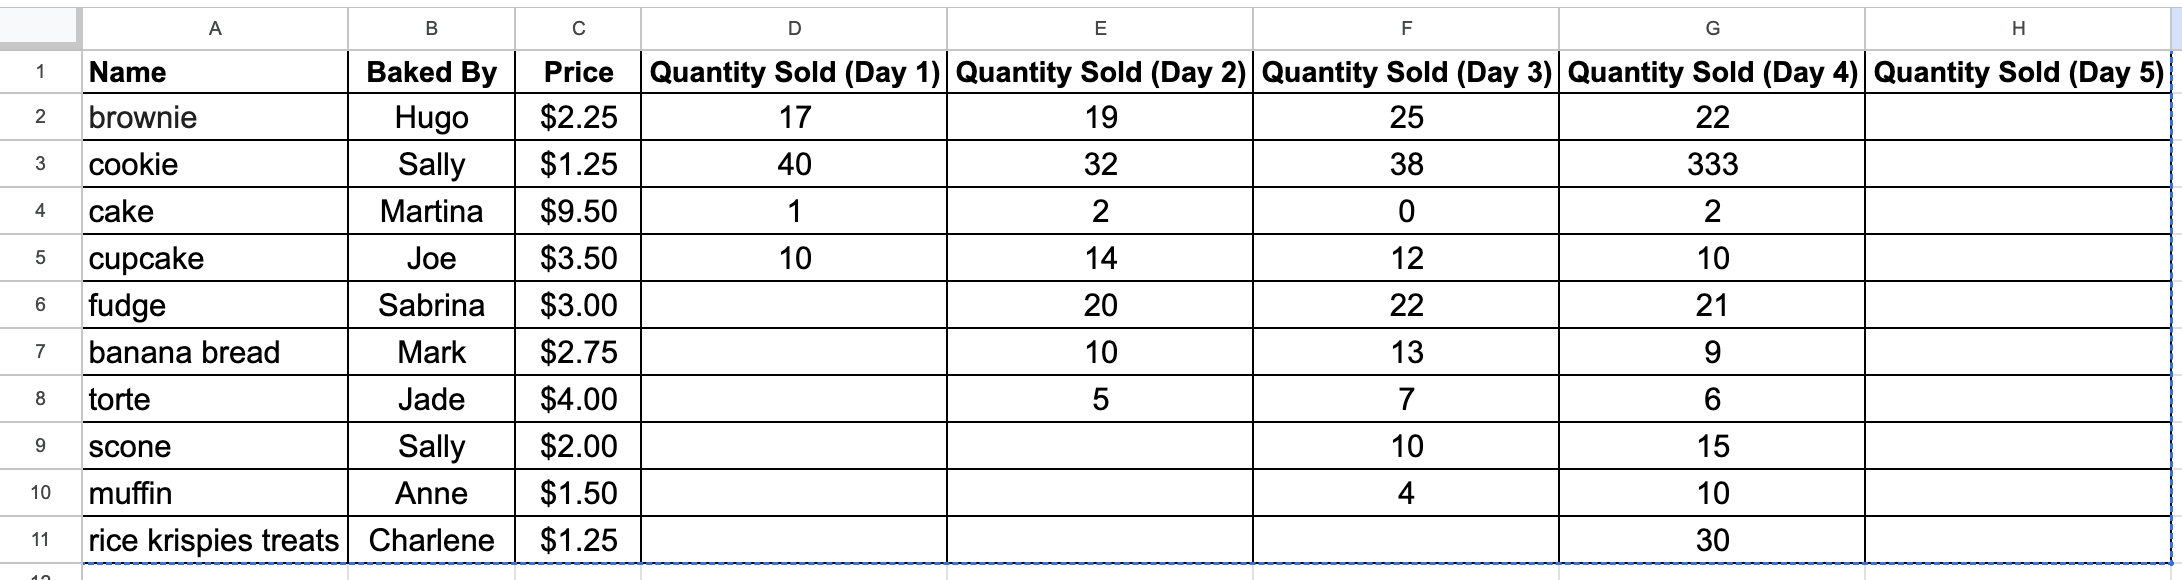 A B C D E F G H
1 Name Baked By Price Quantity Sold (Day 1) Quantity Sold (Day 2) Quantity Sold (Day 3) Quantity Sold (Day 4) Quantity Sold (Day 5)
2 brownie Hugo $2.25 17 19 25 22
3 cookie Sally $1.25 40 32 38 333
4 cake Martina $9.50 1 2 0 2
5 cupcake Joe $3.50 10 14 12 10
6 fudge Sabrina $3.00 20 22 21
7 banana bread Mark $2.75 10 13 9
8 torte Jade $4.00 5 7 6
9 scone Sally $2.00 10 15
10 muffin Anne $1.50 4 10
11 rice krispies treats Charlene $1.25 30